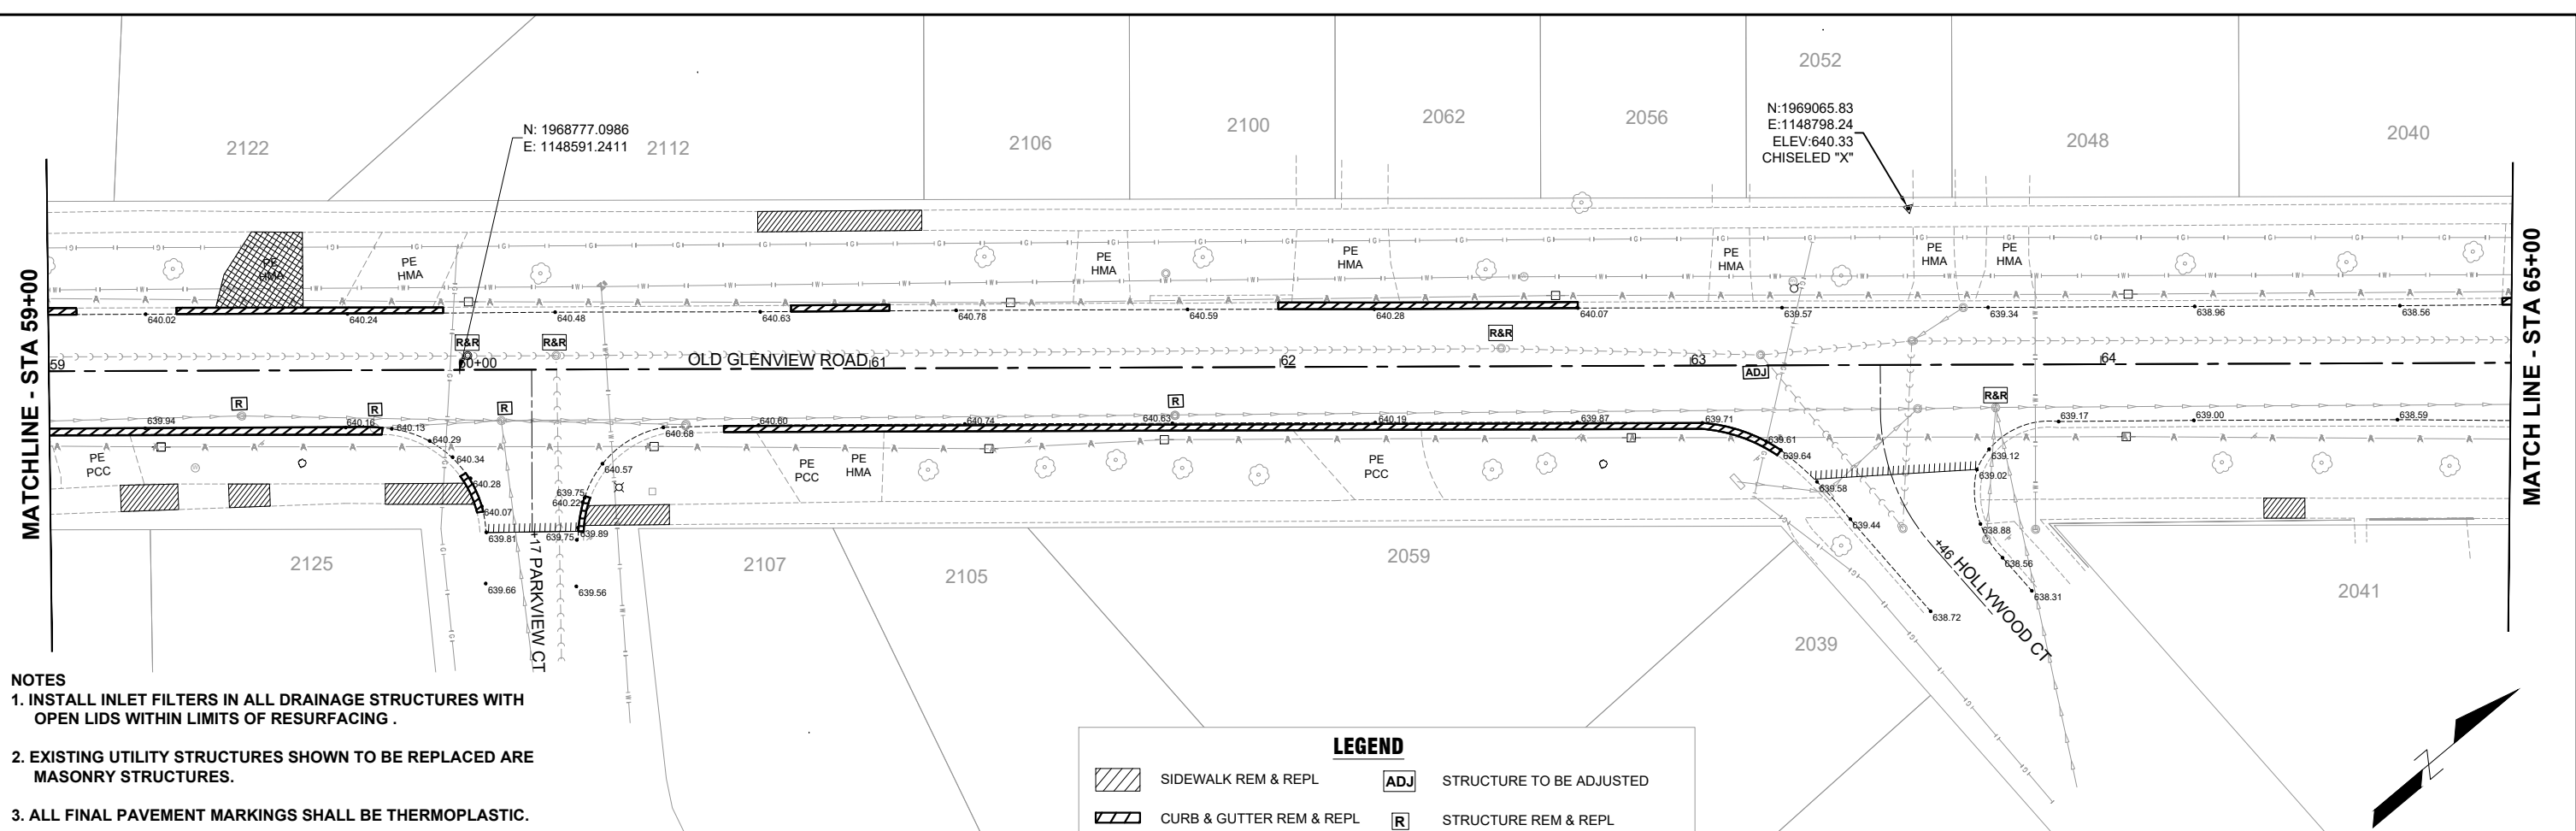 2052
2122
2112
2106
2100
2062
2056
2048
2040
N: 1968777.0986
E: 1148591.2411
N:1969065.83
E:1148798.24
ELEV:640.33
CHISELED "X"
MATCHLINE - STA 59+00
MATCH LINE - STA 65+00
PE
HMA
PE
HMA
PE
HMA
PE
HMA
PE
HMA
PE
HMA
PE
HMA
640.02
640.24
640.48
640.63
640.78
640.59
640.28
640.07
639.57
639.34
638.96
638.56
R&R
R&R
R&R
59
60+00
OLD GLENVIEW ROAD
61
62
63
64
ADJ
R&R
R
R
R
R
639.94
640.16
640.13
640.29
640.34
640.28
640.07
639.81
639.66
640.68
640.57
639.75
640.22
639.75
639.89
639.56
640.60
640.74
640.63
640.19
639.87
639.71
639.61
639.64
639.58
639.44
638.72
639.17
639.00
638.59
639.12
639.02
638.88
638.56
638.31
PE
PCC
PE
PCC
PE
HMA
PE
PCC
+17 PARKVIEW CT
+46 HOLLYWOOD CT
2125
2107
2105
2059
2039
2041
NOTES
1. INSTALL INLET FILTERS IN ALL DRAINAGE STRUCTURES WITH
OPEN LIDS WITHIN LIMITS OF RESURFACING .
2. EXISTING UTILITY STRUCTURES SHOWN TO BE REPLACED ARE
MASONRY STRUCTURES.
3. ALL FINAL PAVEMENT MARKINGS SHALL BE THERMOPLASTIC.
LEGEND
SIDEWALK REM & REPL
ADJ STRUCTURE TO BE ADJUSTED
CURB & GUTTER REM & REPL
R STRUCTURE REM & REPL
N